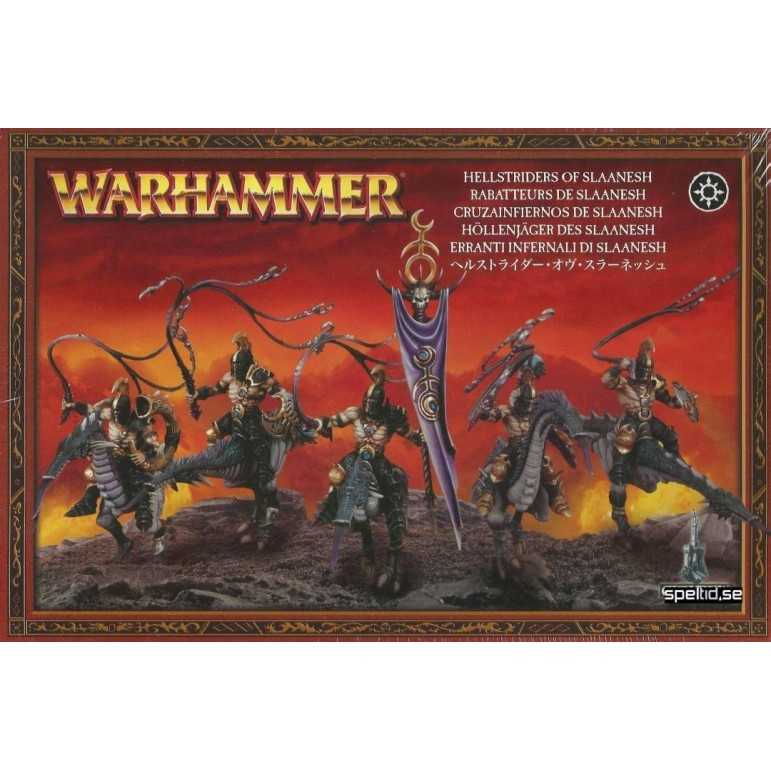 WARHAMMER®
HELLSTRIDERS OF SLAANESH
RABATTEURS DE SLAANESH
CRUZAINFIERNOS DE SLAANESH
HÖLLENJÄGER DES SLAANESH
ERRANTI INFERNALI DI SLAANESH
ヘルストライダー・オヴ・スラーネッシュ
speltid.se